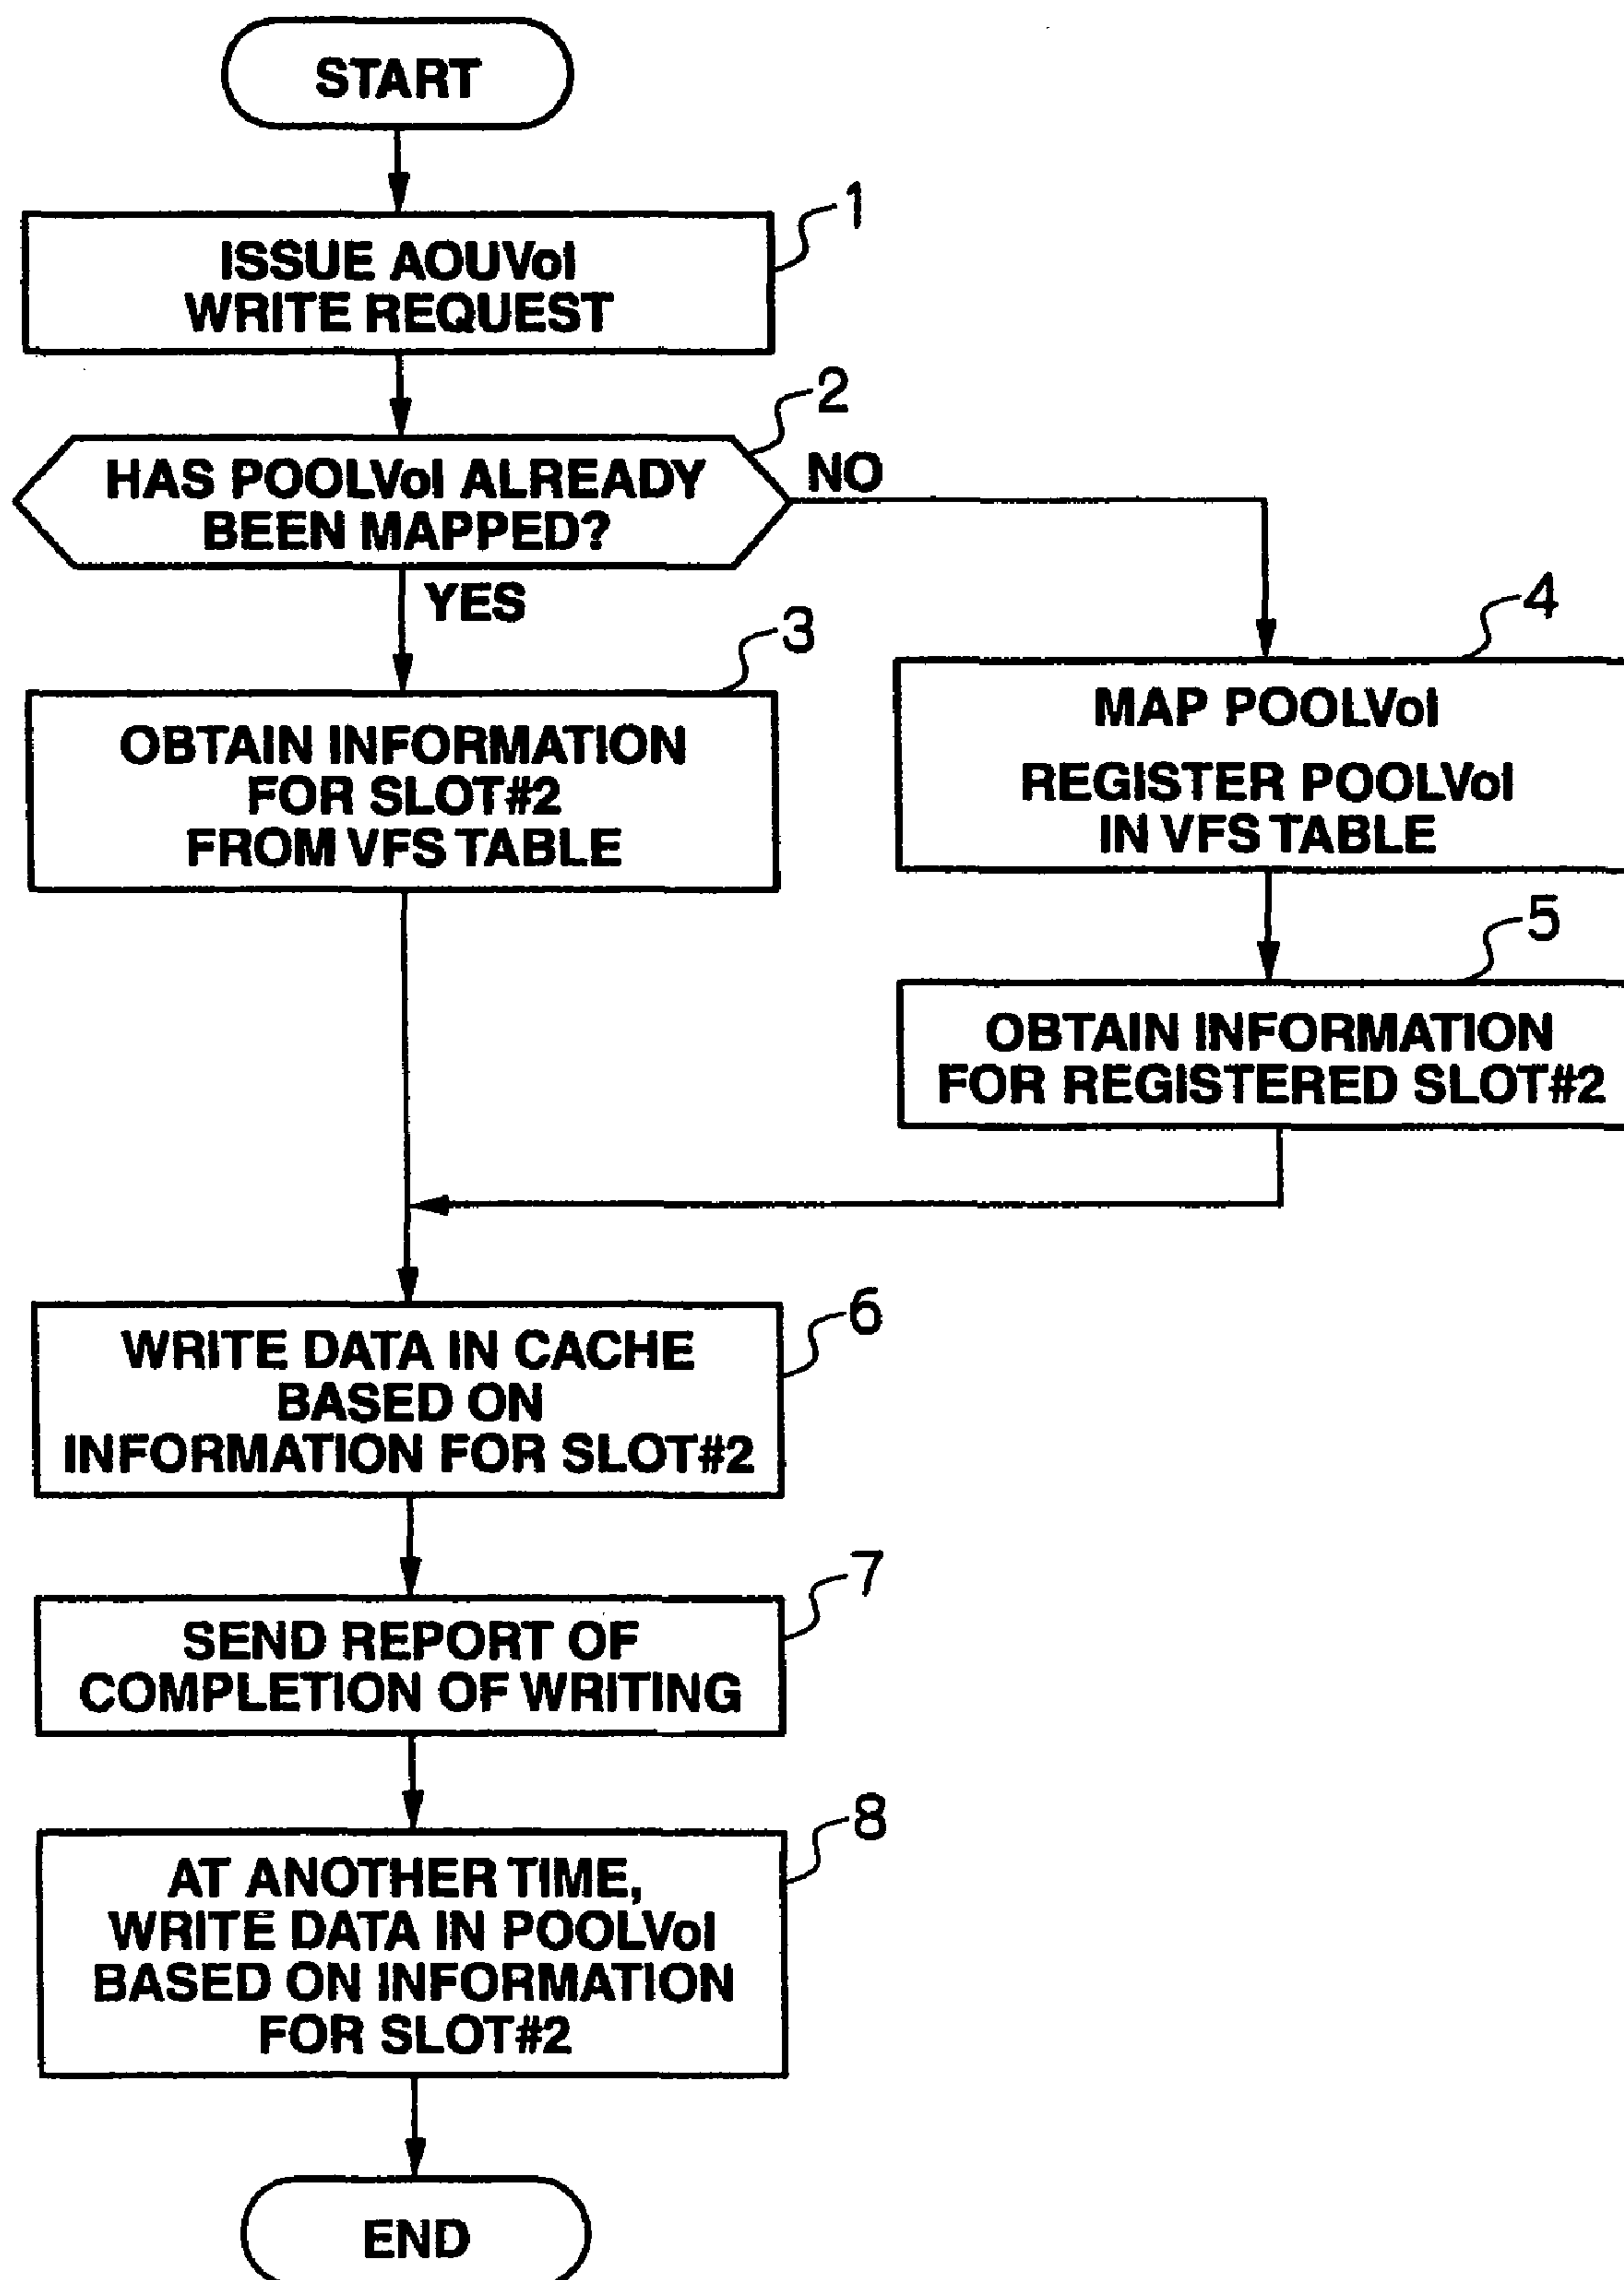 START
1
ISSUE AOUVol
WRITE REQUEST
2
HAS POOLVol ALREADY
BEEN MAPPED?
NO
YES
3
OBTAIN INFORMATION
FOR SLOT#2
FROM VFS TABLE
4
MAP POOLVol
REGISTER POOLVol
IN VFS TABLE
5
OBTAIN INFORMATION
FOR REGISTERED SLOT#2
6
WRITE DATA IN CACHE
BASED ON
INFORMATION FOR SLOT#2
7
SEND REPORT OF
COMPLETION OF WRITING
8
AT ANOTHER TIME,
WRITE DATA IN POOLVol
BASED ON INFORMATION
FOR SLOT#2
END